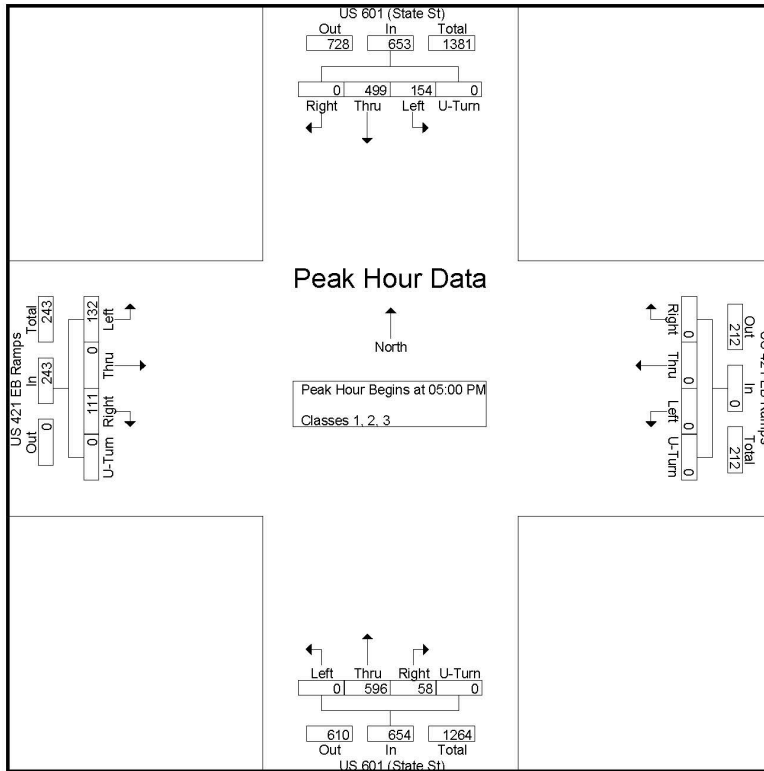 US 601 (State St)
Out In Total
728 653 1381
0 499 154 0
Right Thru Left U-Turn
Peak Hour Data
North
Peak Hour Begins at 05:00 PM
Classes 1, 2, 3
US 421 EB Ramps
Total In Out
243 243 0
132 0 111 0
Left Thru Right U-Turn
Right Thru Left U-Turn
0 0 0 0
212 0 212
Out In Total
US 421 EB Ramps
Left Thru Right U-Turn
0 596 58 0
610 654 1264
Out In Total
US 601 (State St)